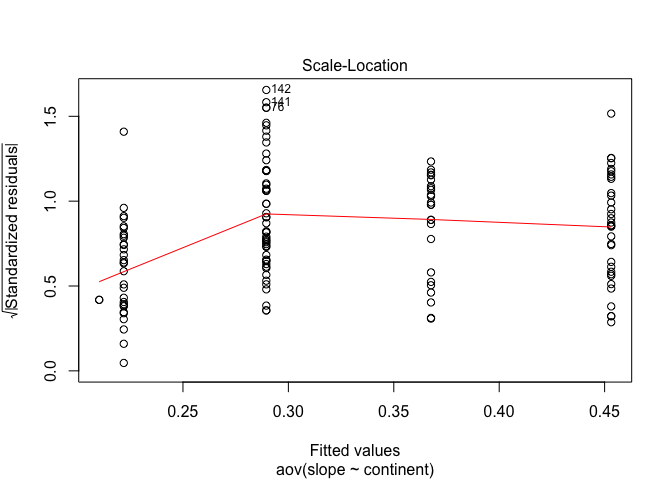 Scale-Location
142
141
76
√|Standardized residuals|
1.5
1.0
0.5
0.0
0.25 0.30 0.35 0.40 0.45
Fitted values
aov(slope ~ continent)